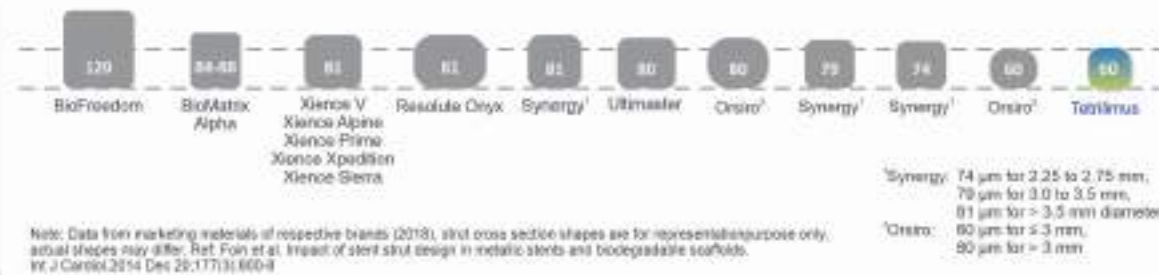 120
84-88
81
81
81
80
80
79
74
60
60
BioFreedom
BioMatrix
Alpha
Xience V
Xience Alpine
Xience Prime
Xience Xpedition
Xience Sierra
Resolute Onyx
Synergy¹
Ultimaster
Orsiro²
Synergy¹
Synergy¹
Orsiro²
Tetrilimus
¹Synergy: 74 µm for 2.25 to 2.75 mm,
79 µm for 3.0 to 3.5 mm,
81 µm for > 3.5 mm diameter
²Orsiro: 60 µm for ≤ 3 mm,
80 µm for > 3 mm
Note: Data from marketing materials of respective brands (2018), strut cross section shapes are for representationpurpose only,
actual shapes may differ. Ref. Foin et al. Impact of stent strut design in metallic stents and biodegradable scaffolds.
Int J Cardiol.2014 Dec 20;177(3):800-8